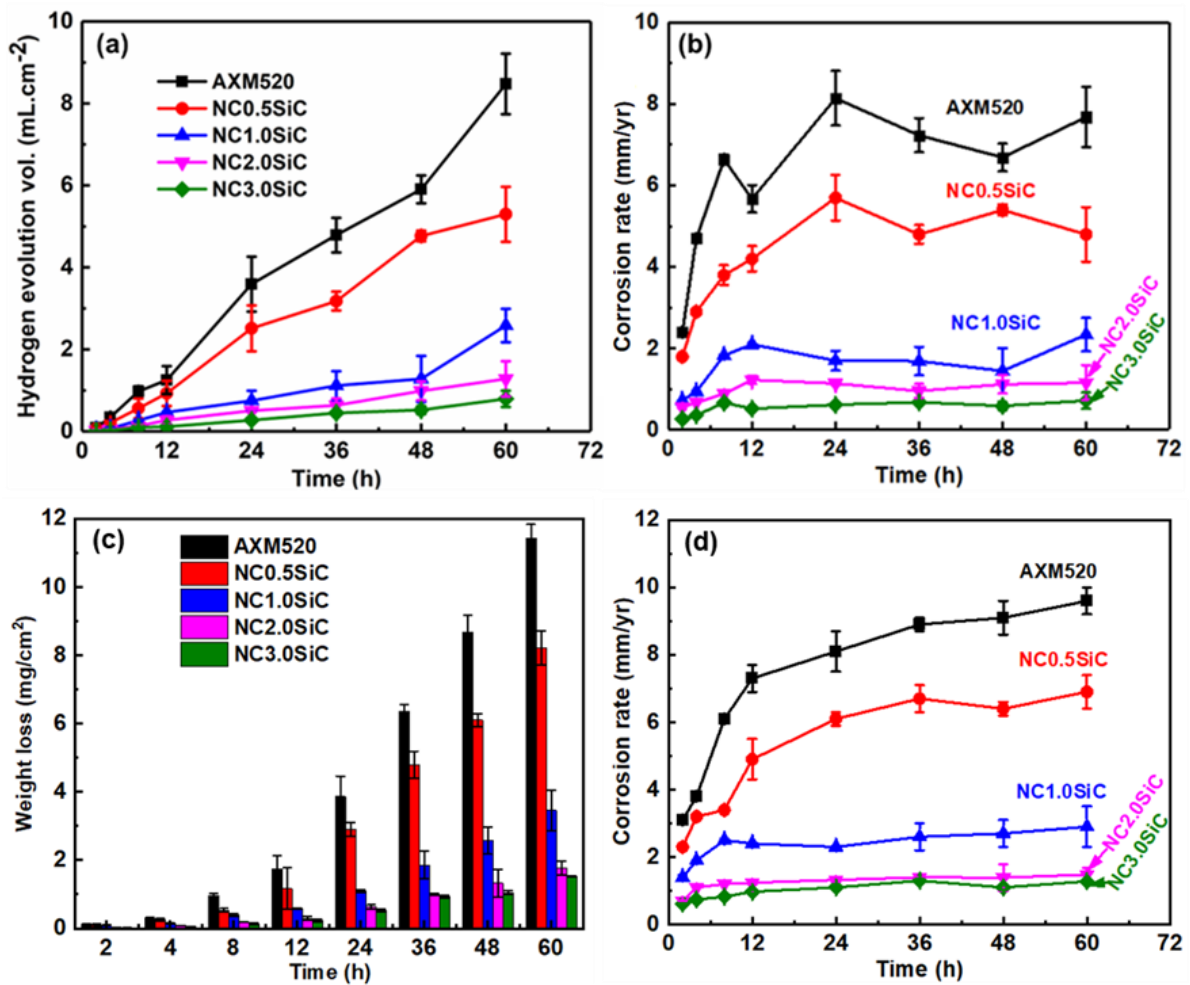 (a)
Hydrogen evolution vol. (mL.cm-2)
10
8
6
4
2
0
AXM520
NC0.5SiC
NC1.0SiC
NC2.0SiC
NC3.0SiC
0 12 24 36 48 60 72
Time (h)
(b)
Corrosion rate (mm/yr)
10
8
6
4
2
0
AXM520
NC0.5SiC
NC1.0SiC
NC2.0SiC
NC3.0SiC
0 12 24 36 48 60 72
Time (h)
(c)
Weight loss (mg/cm²)
12
10
8
6
4
2
0
AXM520
NC0.5SiC
NC1.0SiC
NC2.0SiC
NC3.0SiC
2 4 8 12 24 36 48 60
Time (h)
(d)
Corrosion rate (mm/yr)
12
10
8
6
4
2
0
AXM520
NC0.5SiC
NC1.0SiC
NC2.0SiC
NC3.0SiC
0 12 24 36 48 60 72
Time (h)